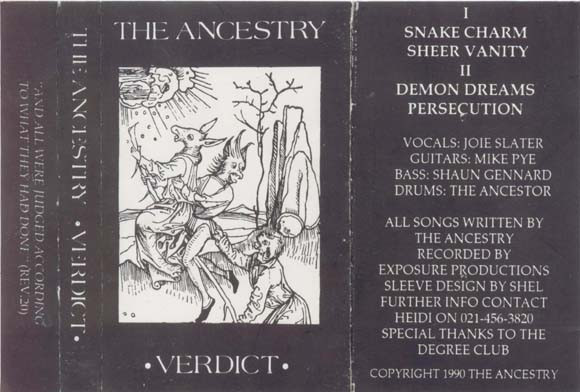 "AND ALL WERE JUDGED ACCORDING
TO WHAT THEY HAD DONE" (REV. 20)
THE ANCESTRY • VERDICT •
THE ANCESTRY
• VERDICT •
I
SNAKE CHARM
SHEER VANITY
II
DEMON DREAMS
PERSECUTION
VOCALS: JOIE SLATER
GUITARS: MIKE PYE
BASS: SHAUN GENNARD
DRUMS: THE ANCESTOR
ALL SONGS WRITTEN BY
THE ANCESTRY
RECORDED BY
EXPOSURE PRODUCTIONS
SLEEVE DESIGN BY SHEL
FURTHER INFO CONTACT
HEIDI ON 021-456-3820
SPECIAL THANKS TO THE
DEGREE CLUB
COPYRIGHT 1990 THE ANCESTRY